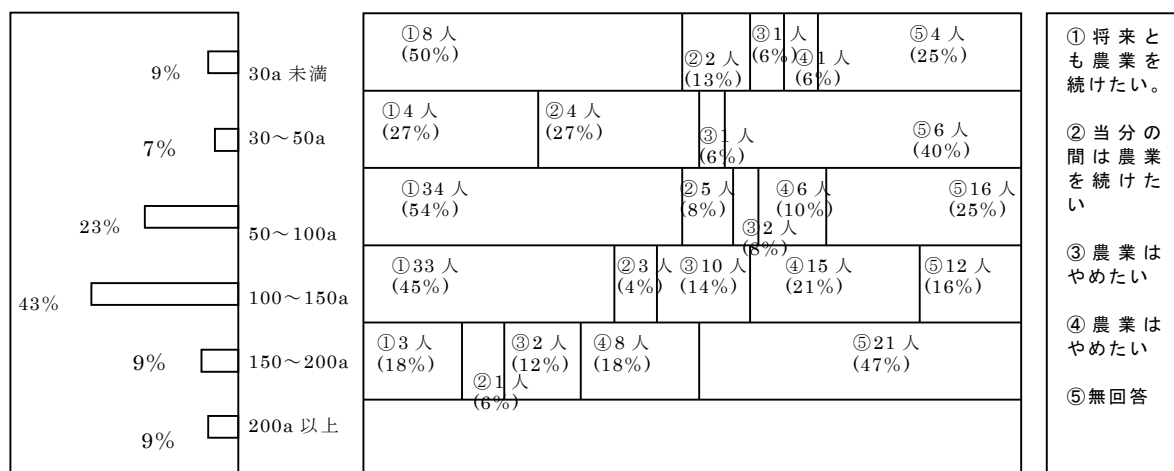 9%
30a 未満
①8 人
(50%)
②2 人
(13%)
③1 人
(6%)
④1 人
(6%)
⑤4 人
(25%)
7%
30～50a
①4 人
(27%)
②4 人
(27%)
③1 人
(6%)
⑤6 人
(40%)
23%
50～100a
①34 人
(54%)
②5 人
(8%)
③2 人
(8%)
④6 人
(10%)
⑤16 人
(25%)
43%
100～150a
①33 人
(45%)
②3 人
(4%)
③10 人
(14%)
④15 人
(21%)
⑤12 人
(16%)
9%
150～200a
①3 人
(18%)
②1 人
(6%)
③2 人
(12%)
④8 人
(18%)
⑤21 人
(47%)
9%
200a 以上
①将来と
も農業を
続けたい。
②当分の
間は農業
を続けた
い
③農業は
やめたい
④農業は
やめたい
⑤無回答